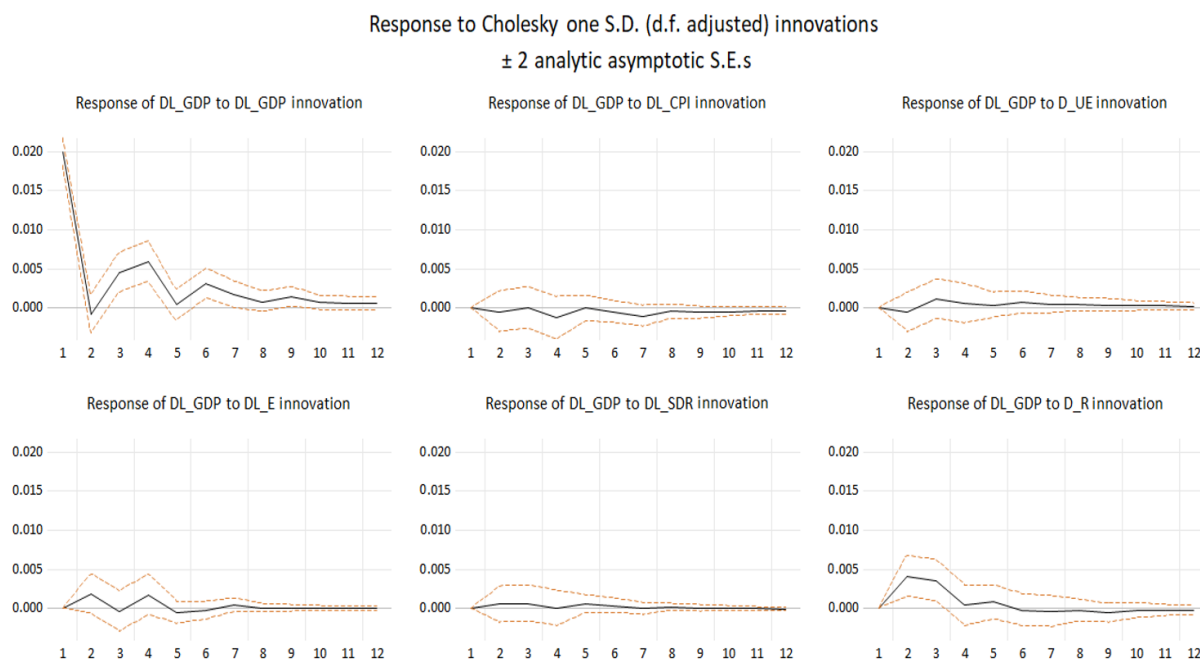 Response to Cholesky one S.D. (d.f. adjusted) innovations
± 2 analytic asymptotic S.E.s
Response of DL_GDP to DL_GDP innovation
0.020
0.015
0.010
0.005
0.000
1 2 3 4 5 6 7 8 9 10 11 12
Response of DL_GDP to DL_CPI innovation
0.020
0.015
0.010
0.005
0.000
1 2 3 4 5 6 7 8 9 10 11 12
Response of DL_GDP to D_UE innovation
0.020
0.015
0.010
0.005
0.000
1 2 3 4 5 6 7 8 9 10 11 12
Response of DL_GDP to DL_E innovation
0.020
0.015
0.010
0.005
0.000
1 2 3 4 5 6 7 8 9 10 11 12
Response of DL_GDP to DL_SDR innovation
0.020
0.015
0.010
0.005
0.000
1 2 3 4 5 6 7 8 9 10 11 12
Response of DL_GDP to D_R innovation
0.020
0.015
0.010
0.005
0.000
1 2 3 4 5 6 7 8 9 10 11 12